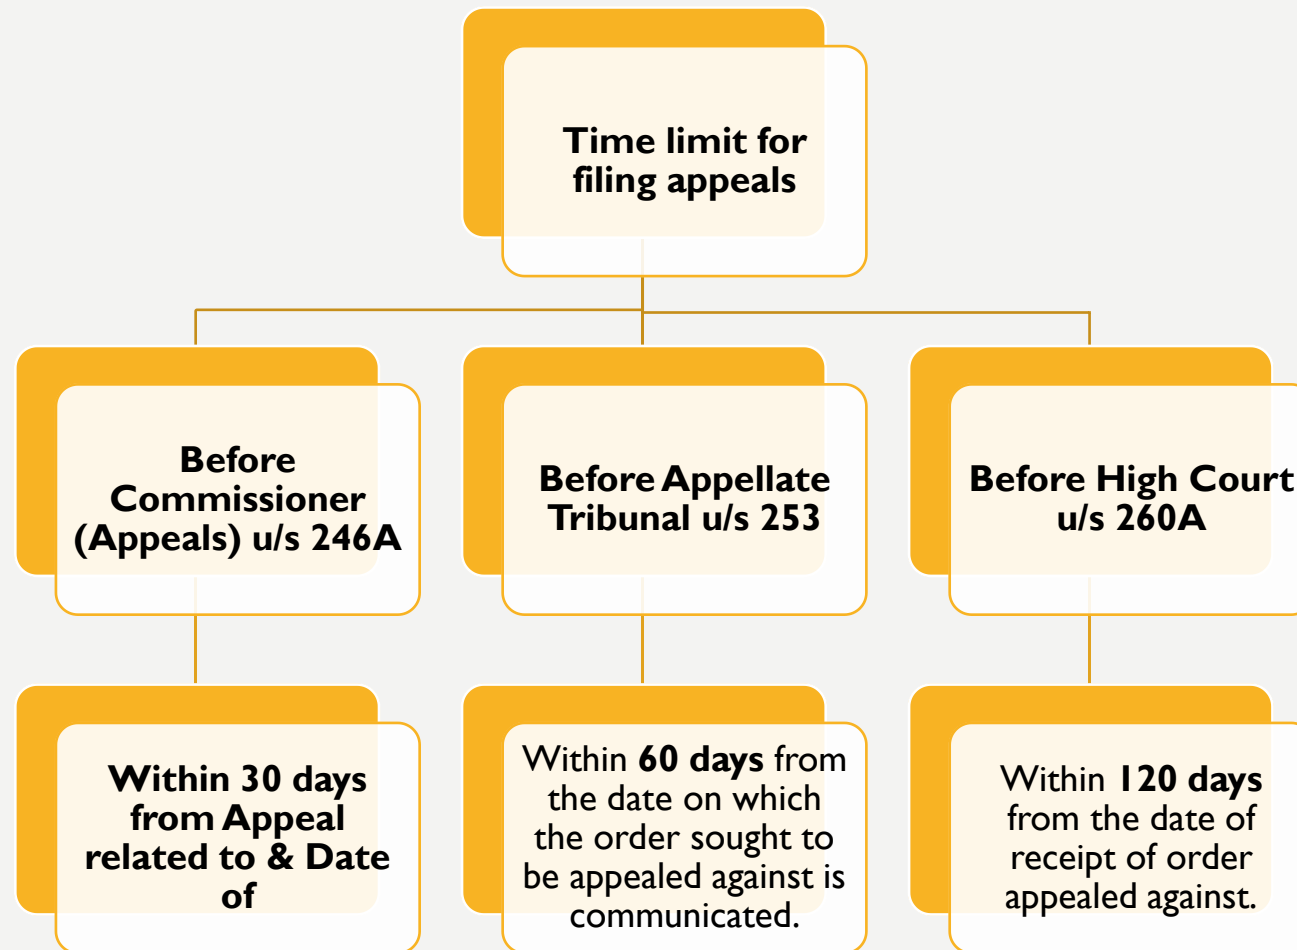 Time limit for
filing appeals
Before
Commissioner
(Appeals) u/s 246A
Before Appellate
Tribunal u/s 253
Before High Court
u/s 260A
Within 30 days
from Appeal
related to & Date
of
Within 60 days from
the date on which
the order sought to
be appealed against is
communicated.
Within 120 days
from the date of
receipt of order
appealed against.